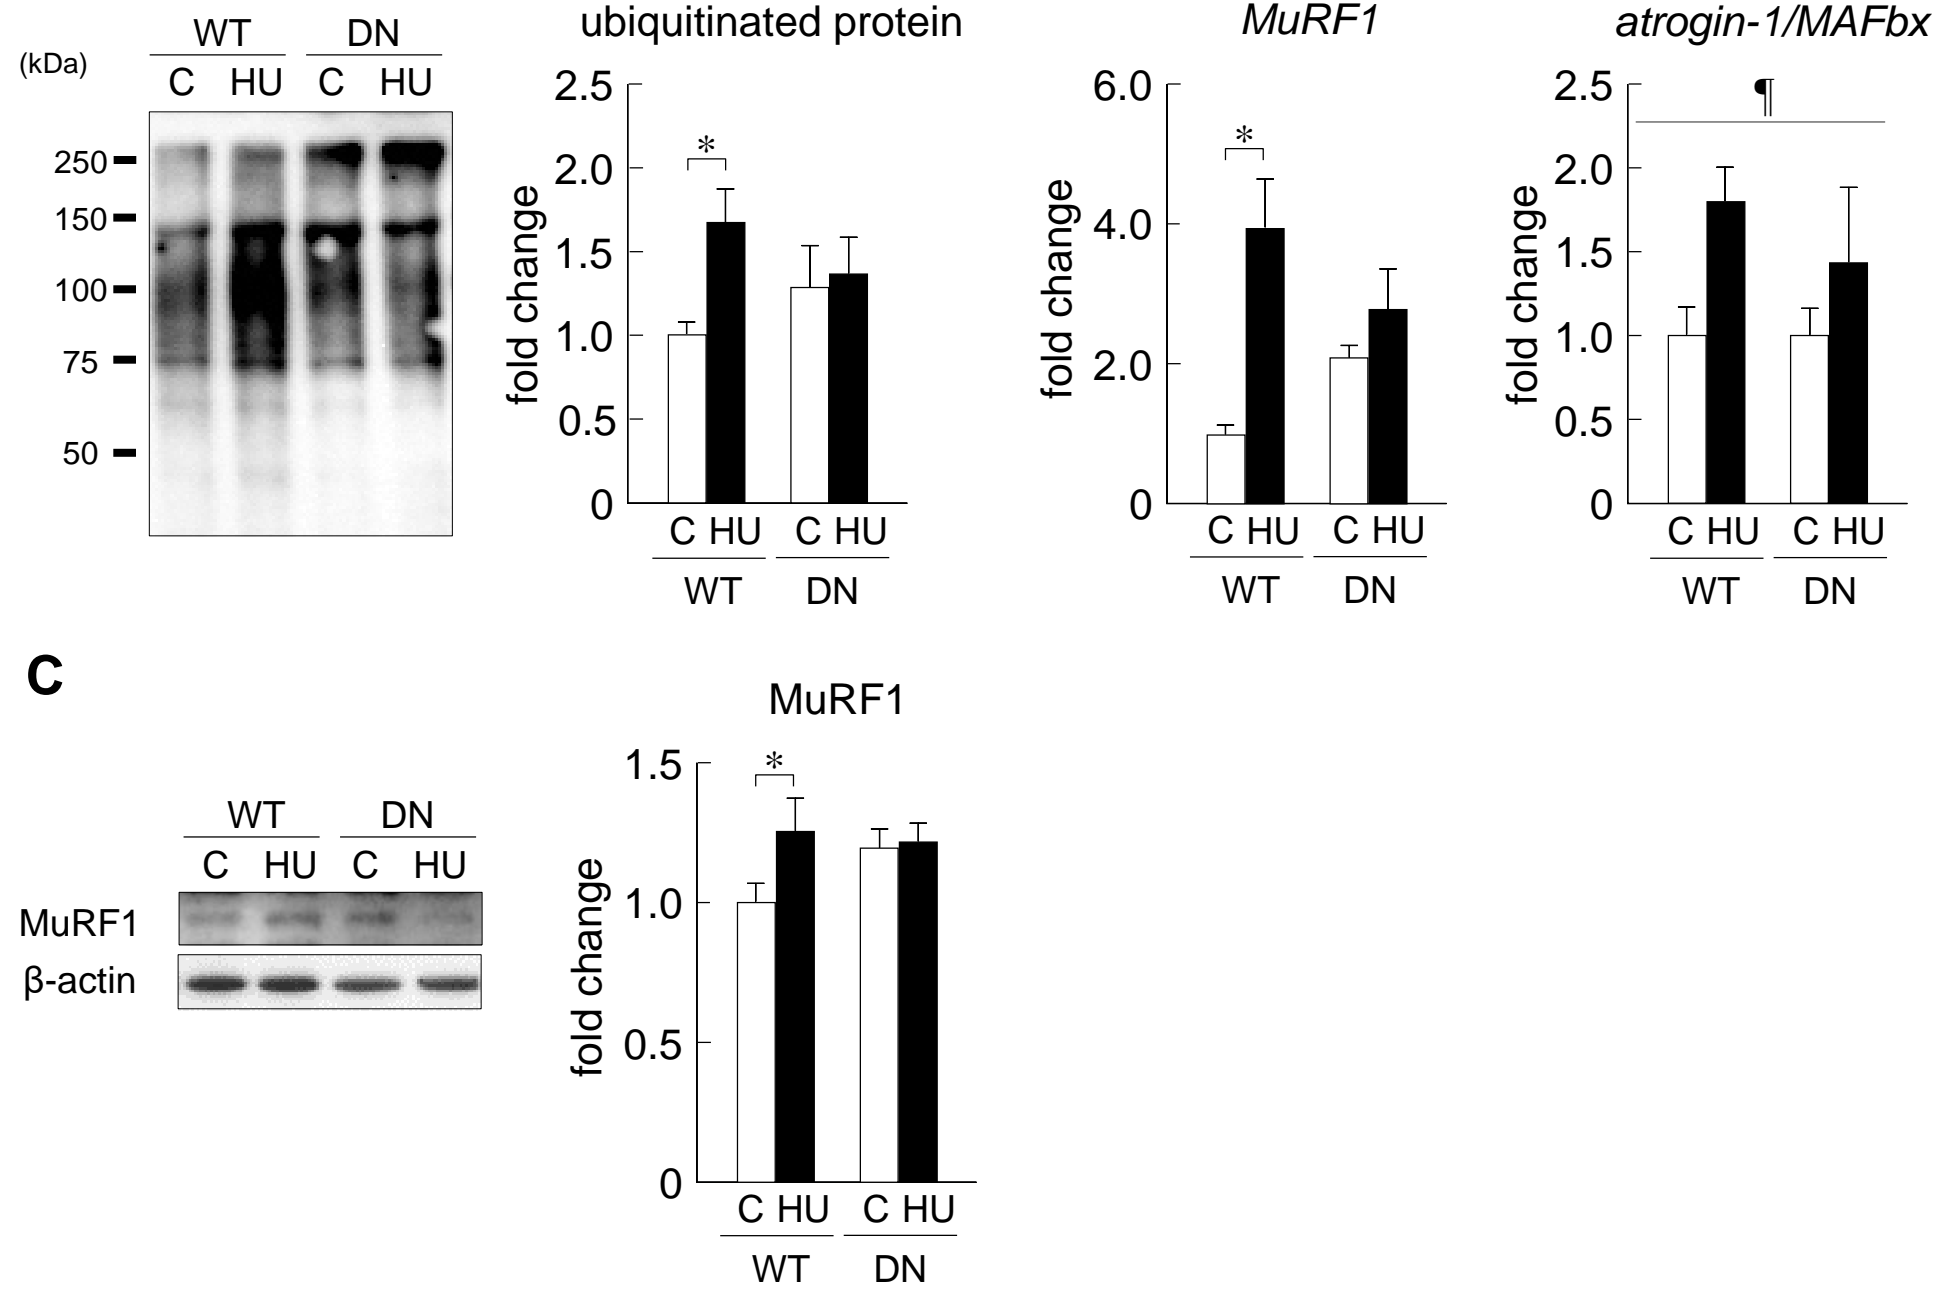 WT DN
(kDa)
C HU C HU
250
150
100
75
50
ubiquitinated protein
fold change
2.5
2.0
1.5
1.0
0.5
0
*
C HU C HU
WT DN
MuRF1
fold change
6.0
4.0
2.0
0
*
C HU C HU
WT DN
atrogin-1/MAFbx
fold change
2.5
2.0
1.5
1.0
0.5
0
¶
C HU C HU
WT DN
C
WT DN
C HU C HU
MuRF1
β-actin
MuRF1
fold change
1.5
1.0
0.5
0
*
C HU C HU
WT DN